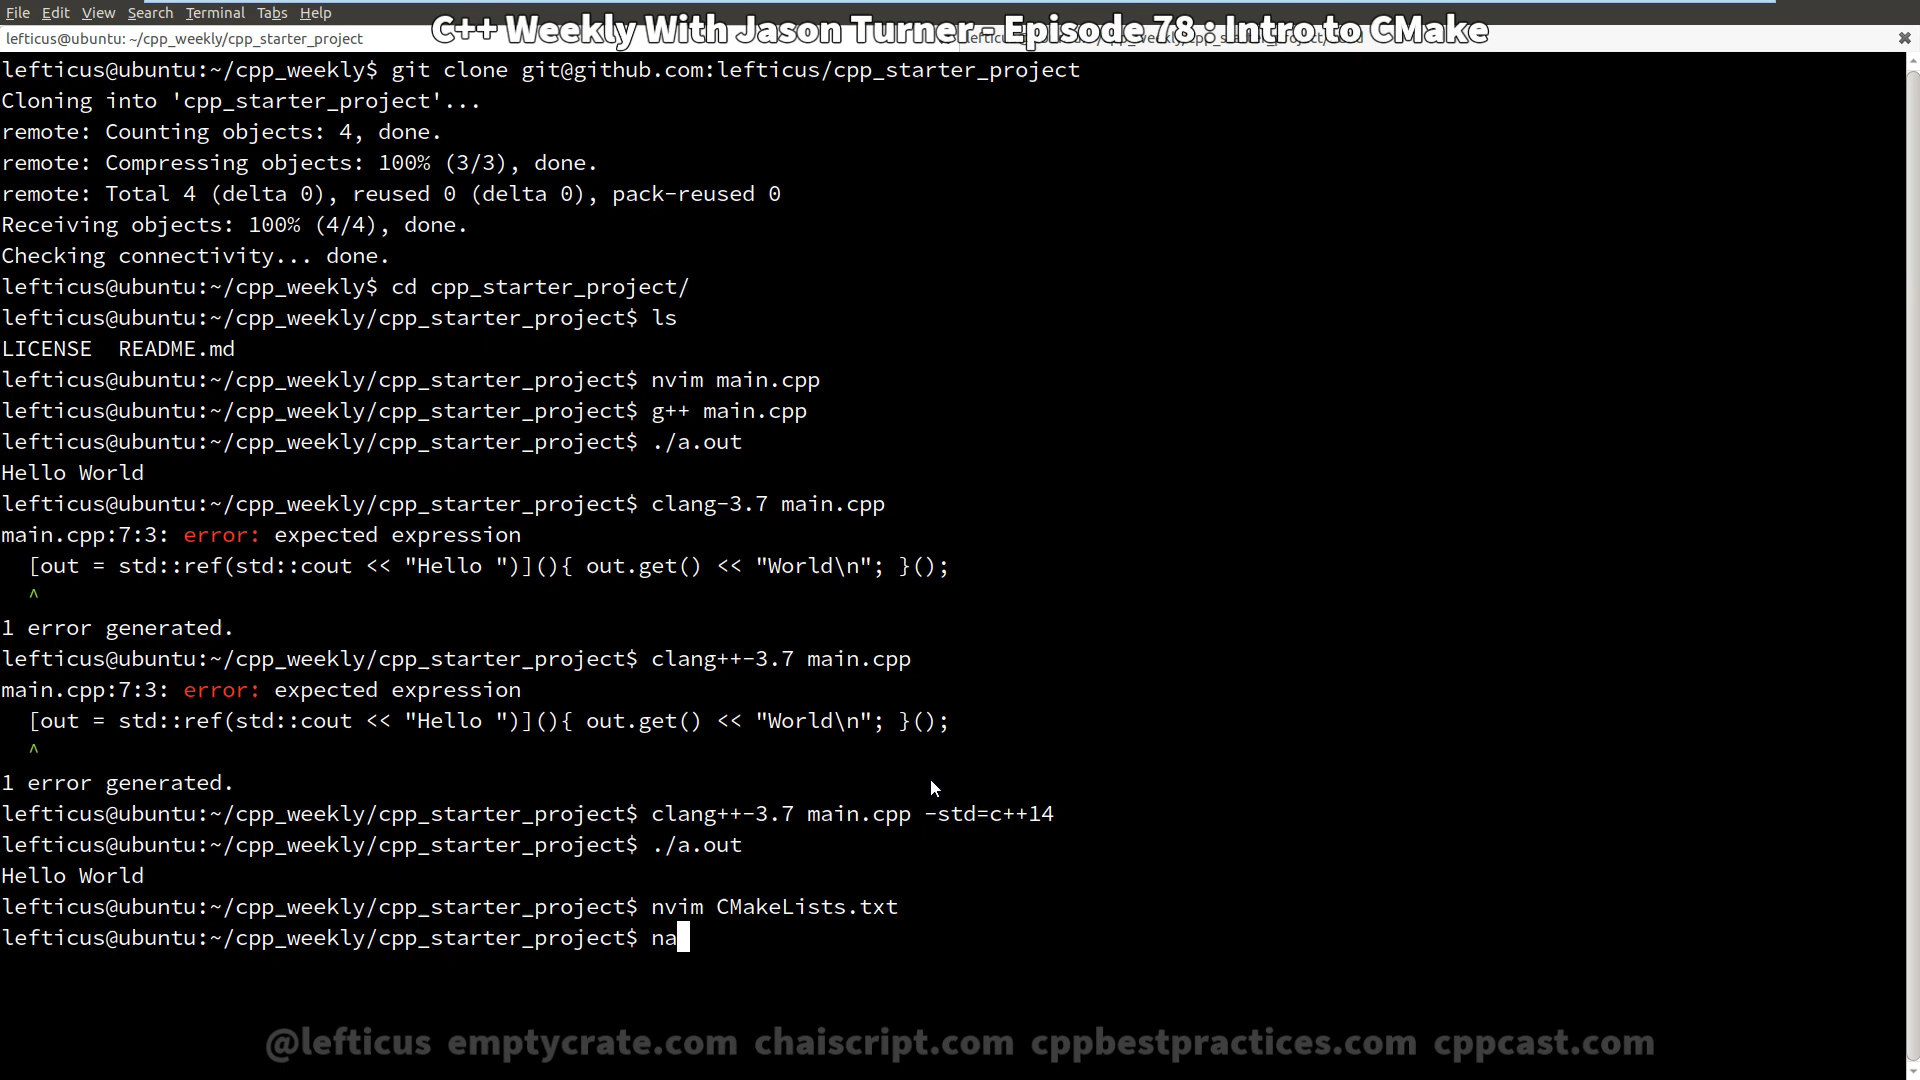 File Edit View Search Terminal Tabs Help
C++ Weekly With Jason Turner - Episode 78 : Intro to CMake
lefticus@ubuntu: ~/cpp_weekly/cpp_starter_project
lefticus@ubuntu:~/cpp_weekly$ git clone git@github.com:lefticus/cpp_starter_project
Cloning into 'cpp_starter_project'...
remote: Counting objects: 4, done.
remote: Compressing objects: 100% (3/3), done.
remote: Total 4 (delta 0), reused 0 (delta 0), pack-reused 0
Receiving objects: 100% (4/4), done.
Checking connectivity... done.
lefticus@ubuntu:~/cpp_weekly$ cd cpp_starter_project/
lefticus@ubuntu:~/cpp_weekly/cpp_starter_project$ ls
LICENSE  README.md
lefticus@ubuntu:~/cpp_weekly/cpp_starter_project$ nvim main.cpp
lefticus@ubuntu:~/cpp_weekly/cpp_starter_project$ g++ main.cpp
lefticus@ubuntu:~/cpp_weekly/cpp_starter_project$ ./a.out
Hello World
lefticus@ubuntu:~/cpp_weekly/cpp_starter_project$ clang-3.7 main.cpp
main.cpp:7:3: error: expected expression
  [out = std::ref(std::cout << "Hello ")](){ out.get() << "World\n"; }();
  ^
1 error generated.
lefticus@ubuntu:~/cpp_weekly/cpp_starter_project$ clang++-3.7 main.cpp
main.cpp:7:3: error: expected expression
  [out = std::ref(std::cout << "Hello ")](){ out.get() << "World\n"; }();
  ^
1 error generated.
lefticus@ubuntu:~/cpp_weekly/cpp_starter_project$ clang++-3.7 main.cpp -std=c++14
lefticus@ubuntu:~/cpp_weekly/cpp_starter_project$ ./a.out
Hello World
lefticus@ubuntu:~/cpp_weekly/cpp_starter_project$ nvim CMakeLists.txt
lefticus@ubuntu:~/cpp_weekly/cpp_starter_project$ na
@lefticus emptycrate.com chaiscript.com cppbestpractices.com cppcast.com